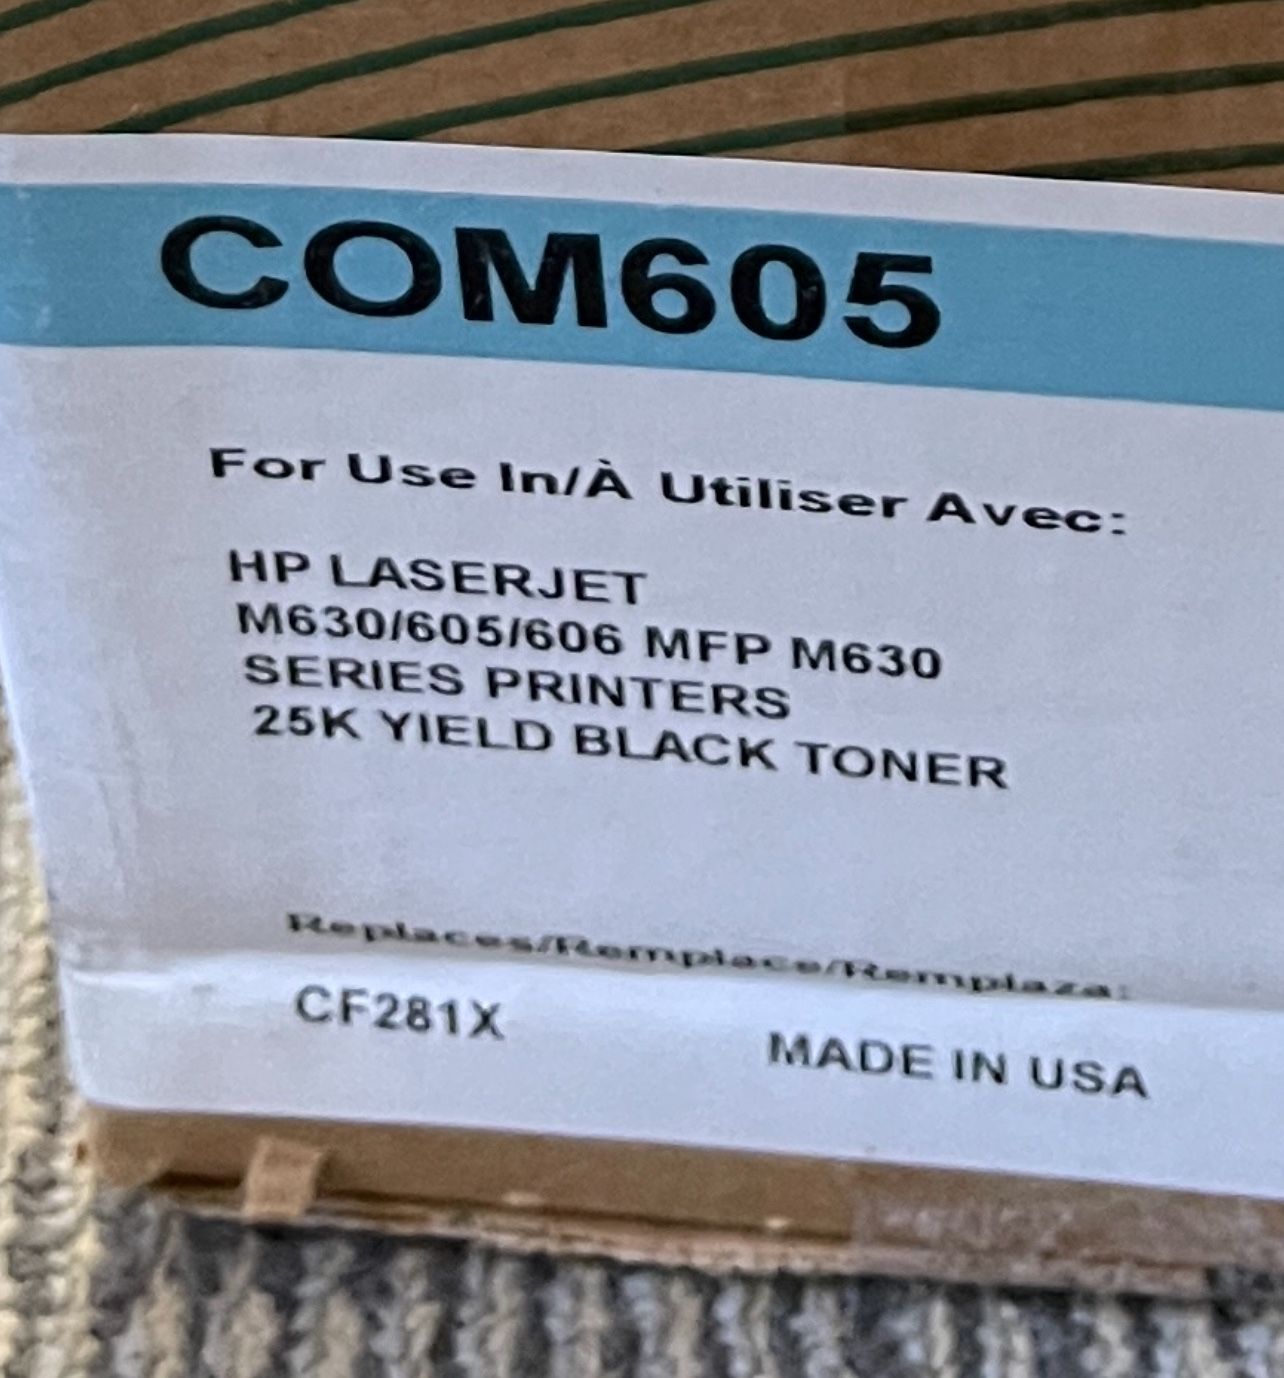 COM605
For Use In/À Utiliser Avec:
HP LASERJET
M630/605/606 MFP M630
SERIES PRINTERS
25K YIELD BLACK TONER
Replaces/Remplace/Remplaza:
CF281X MADE IN USA